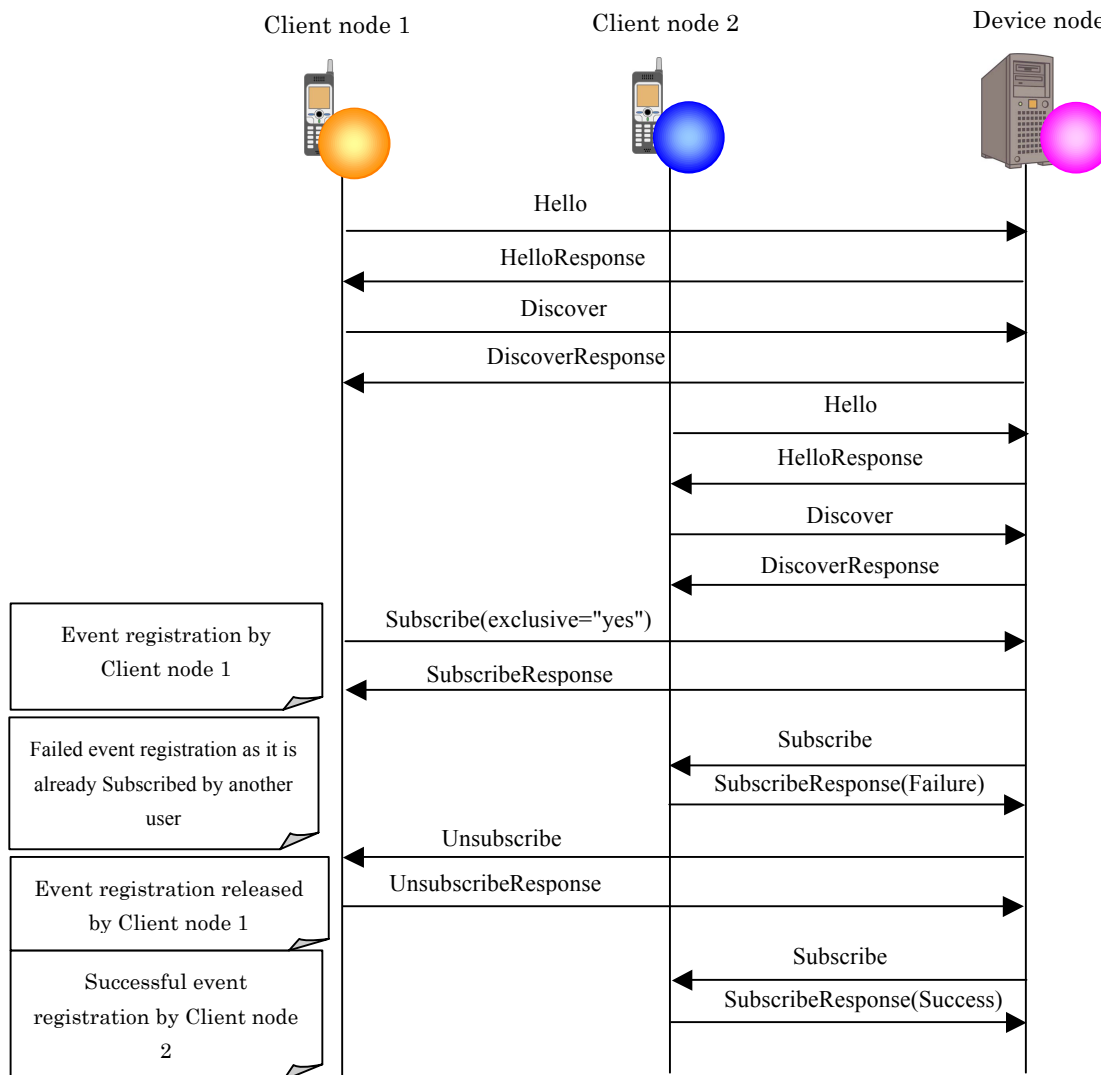 Client node 1
Client node 2
Device node
Hello
HelloResponse
Discover
DiscoverResponse
Hello
HelloResponse
Discover
DiscoverResponse
Event registration by
Client node 1
Subscribe(exclusive="yes")
SubscribeResponse
Failed event registration as it is
already Subscribed by another
user
Subscribe
SubscribeResponse(Failure)
Unsubscribe
Event registration released
by Client node 1
UnsubscribeResponse
Successful event
registration by Client node
2
Subscribe
SubscribeResponse(Success)